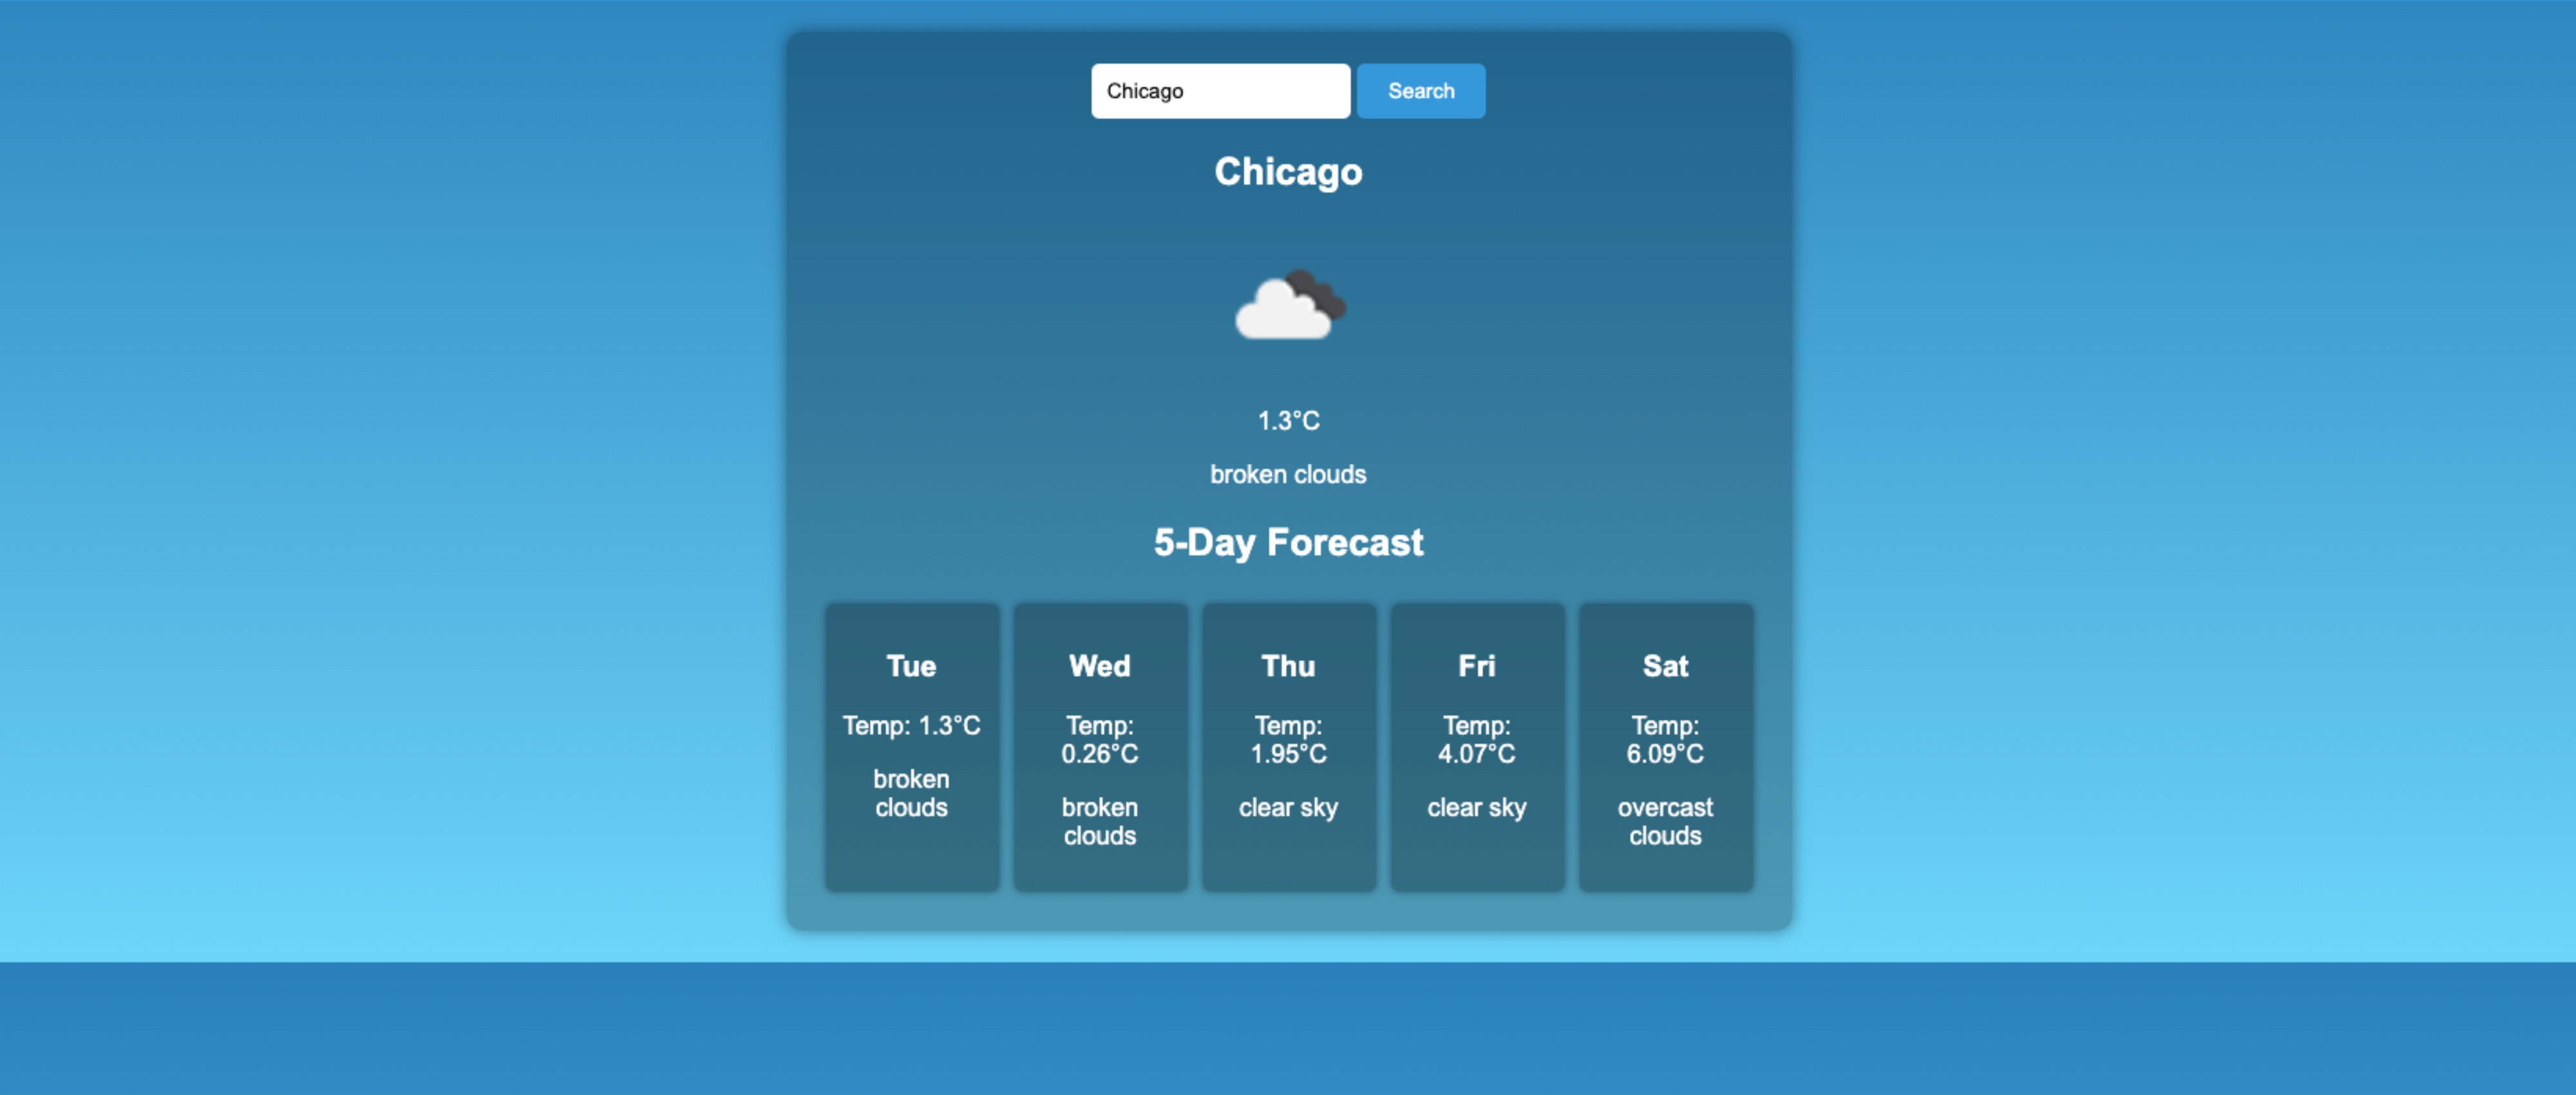 Chicago
Search
Chicago
1.3°C
broken clouds
5-Day Forecast
Tue
Temp: 1.3°C
broken
clouds
Wed
Temp:
0.26°C
broken
clouds
Thu
Temp:
1.95°C
clear sky
Fri
Temp:
4.07°C
clear sky
Sat
Temp:
6.09°C
overcast
clouds